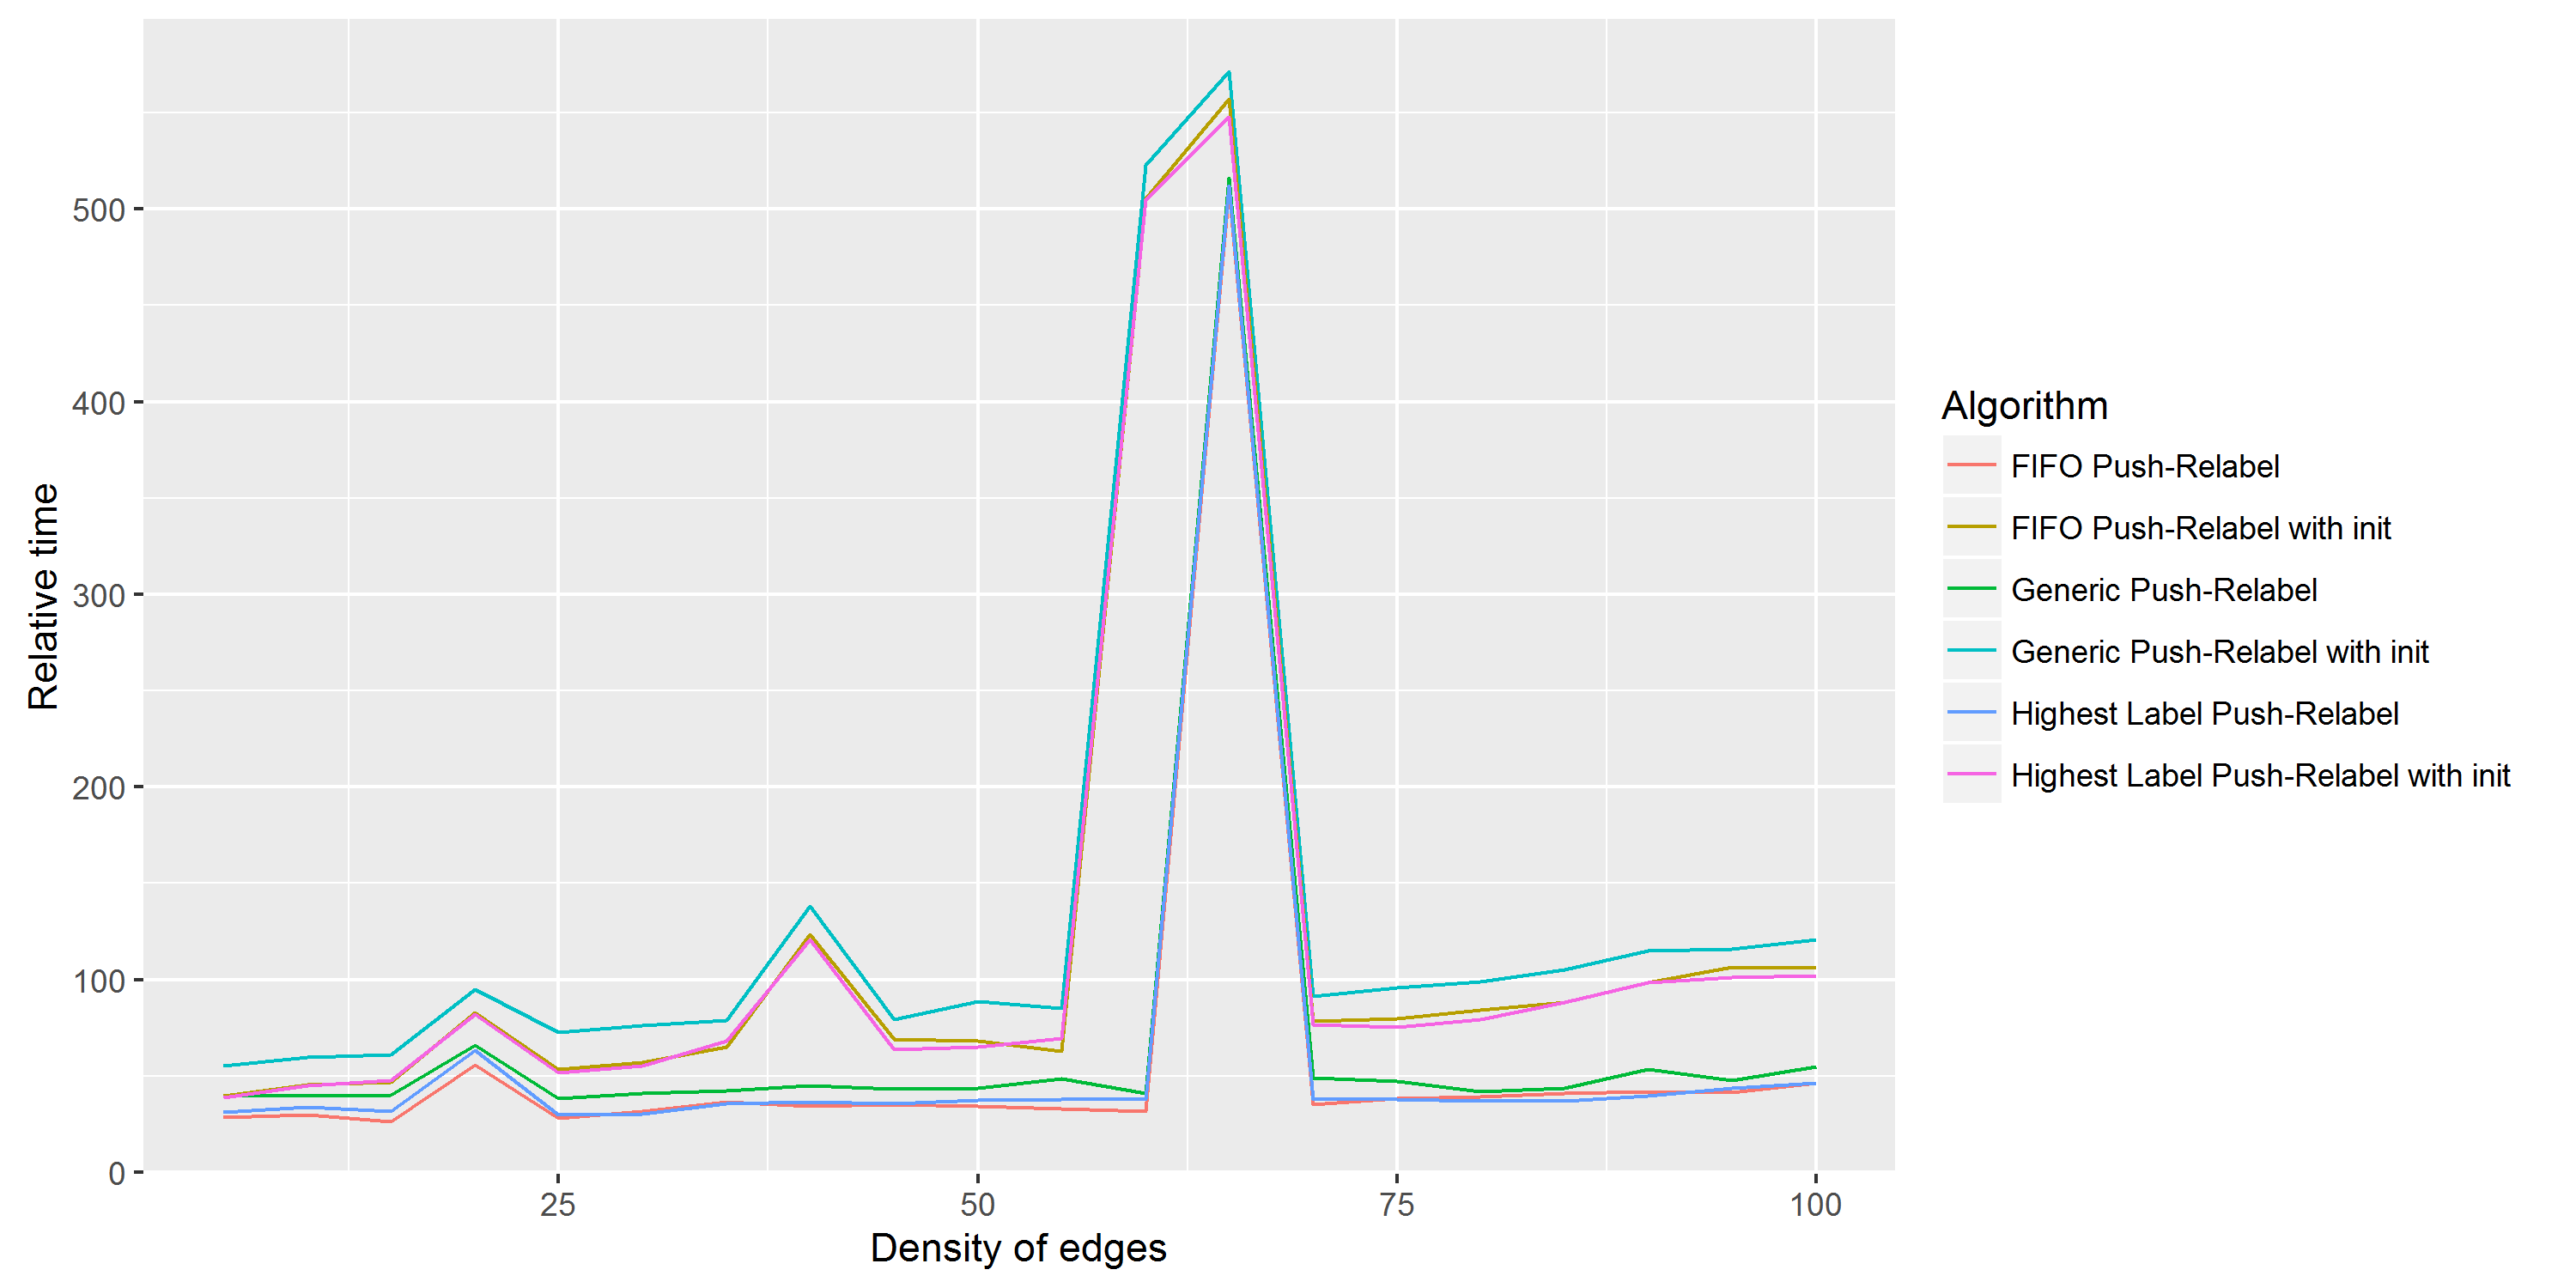 Relative time
500
400
300
200
100
0
25
50
75
100
Density of edges
Algorithm
FIFO Push-Relabel
FIFO Push-Relabel with init
Generic Push-Relabel
Generic Push-Relabel with init
Highest Label Push-Relabel
Highest Label Push-Relabel with init